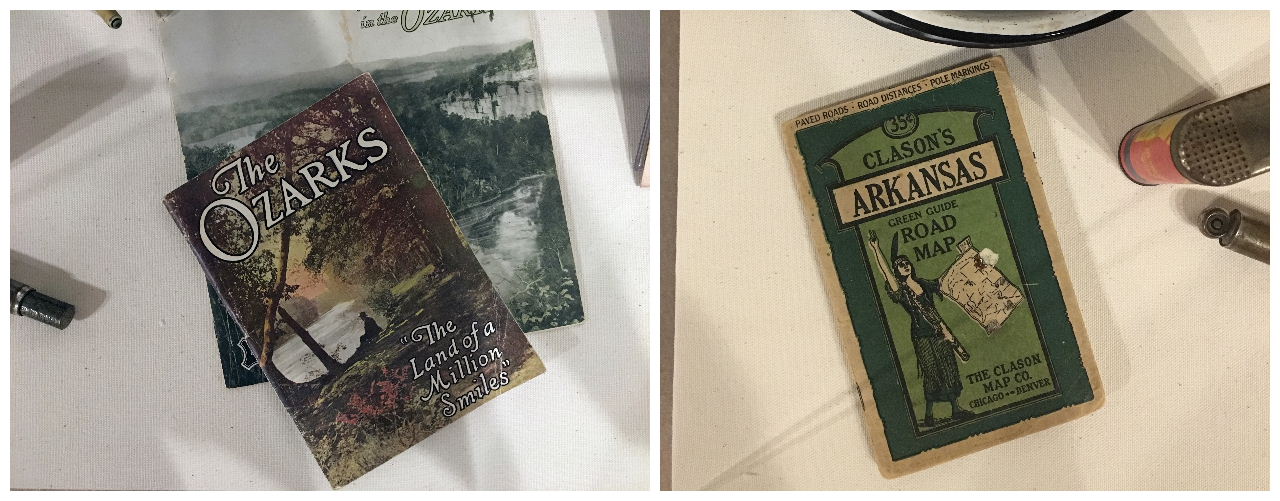 in the OZARKS
The
OZARKS
"The
Land of a
Million
Smiles"
PAVED ROADS · ROAD DISTANCES · POLE MARKINGS
35¢
CLASON'S
ARKANSAS
GREEN GUIDE
ROAD
MAP
THE CLASON
MAP CO.
CHICAGO DENVER